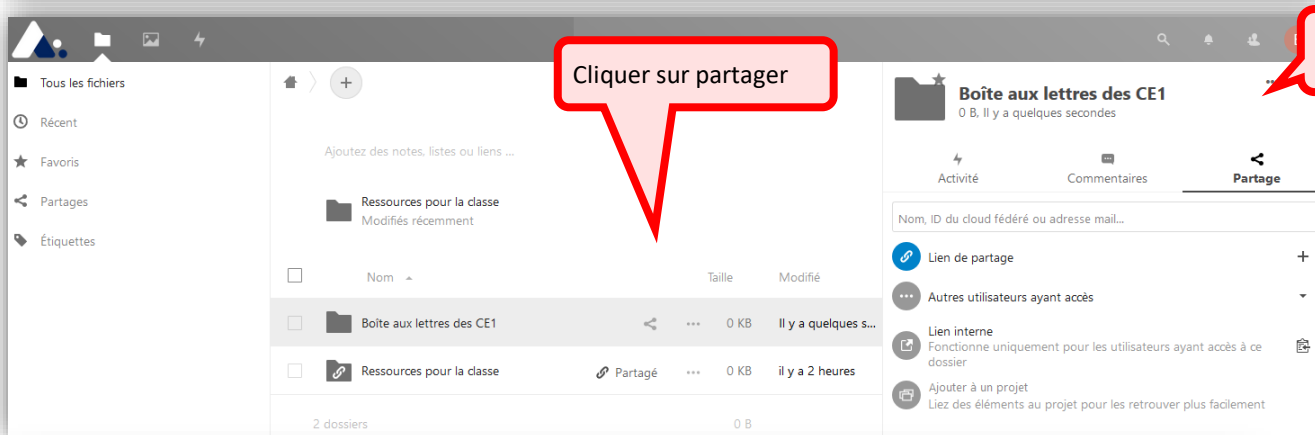 Cliquer sur partager
Tous les fichiers
Récent
Favoris
Partages
Étiquettes
Ajoutez des notes, listes ou liens ...
Ressources pour la classe
Modifiés récemment
Nom Taille Modifié
Boîte aux lettres des CE1 0 KB Il y a quelques s...
Ressources pour la classe Partagé 0 KB il y a 2 heures
2 dossiers 0 B
Boîte aux lettres des CE1
0 B, Il y a quelques secondes
Activité Commentaires Partage
Nom, ID du cloud fédéré ou adresse mail...
Lien de partage
Autres utilisateurs ayant accès
Lien interne
Fonctionne uniquement pour les utilisateurs ayant accès à ce
dossier
Ajouter à un projet
Liez des éléments au projet pour les retrouver plus facilement